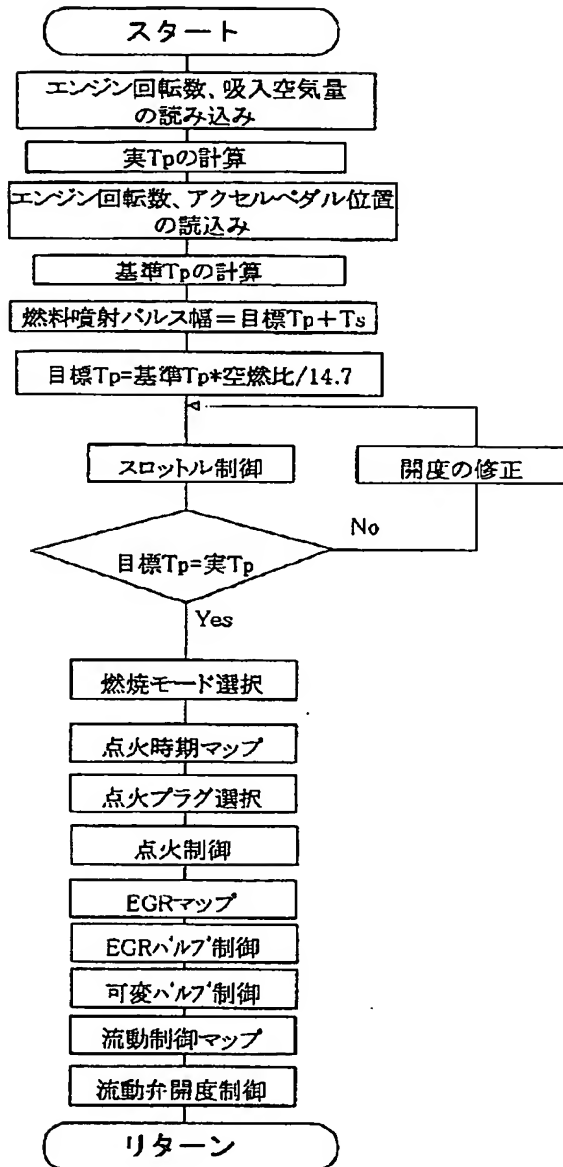 スタート
エンジン回転数、吸入空気量
の読み込み
実Tpの計算
エンジン回転数、アクセルペダル位置
の読込み
基準Tpの計算
燃料噴射パルス幅=目標Tp+Ts
目標Tp=基準Tp*空燃比/14.7
スロットル制御
開度の修正
No
目標Tp=実Tp
Yes
燃焼モード選択
点火時期マップ
点火プラグ選択
点火制御
EGRマップ
EGRバルブ制御
可変バルブ制御
流動制御マップ
流動弁開度制御
リターン